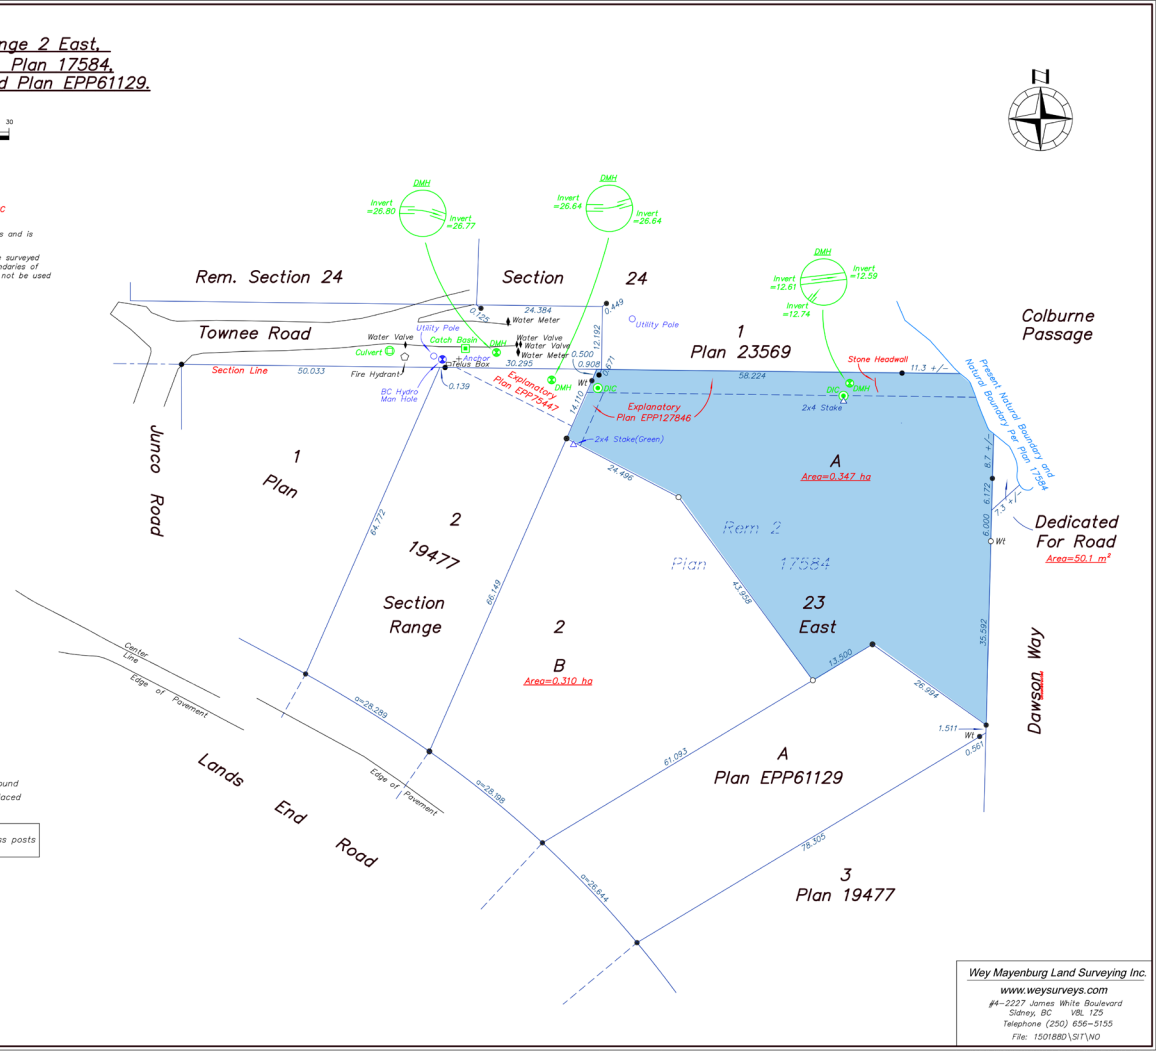 nge 2 East,
Plan 17584,
d Plan EPP61129.
30
C
s and is
e surveyed
ndaries of
not be used
DMH
Invert
=26.80
Invert
=26.77
DMH
Invert
=26.64
Invert
=26.64
DMH
Invert
=12.61
Invert
=12.59
Invert
=12.74
Rem. Section 24
Section 24
Colburne
Passage
0.125
24.384
0.449
Water Meter
Utility Pole
Townee Road
Utility Pole
12.192
1
Plan 23569
Water Valve
Catch Basin
DMH
Water Valve
Water Valve
Water Meter
Culvert
Anchor
Telus Box
30.295
0.500
0.908
0.671
Stone Headwall
11.3 +/-
Section Line
50.033
Fire Hydrant
0.139
BC Hydro
Man Hole
Explanatory
Plan EPP75447
DMH
Wt
DIC
58.224
DIC
DMH
2x4 Stake
14.110
Explanatory
Plan EPP127846
Present Natural Boundary and
Natural Boundary Per Plan 17584
2x4 Stake(Green)
24.496
Junco Road
1
Plan
A
Area=0.347 ha
8.7 +/-
6.172
7.3 +/-
6.000
Wt
Dedicated
For Road
Area=50.1 m²
64.772
2
19477
Rem 2
Plan 17584
43.958
66.149
Section
Range
23
East
2
B
Area=0.310 ha
35.592
13.500
26.994
Dawson Way
Center
Line
Edge of Pavement
a=28.289
1.511
Wt
0.561
Lands End Road
Edge of Pavement
61.093
A
Plan EPP61129
a=28.198
78.305
3
Plan 19477
a=26.644
ound
laced
ss posts
Wey Mayenburg Land Surveying Inc.
www.weysurveys.com
#4-2227 James White Boulevard
Sidney, BC V8L 1Z5
Telephone (250) 656-5155
File: 150188D\SIT\NO